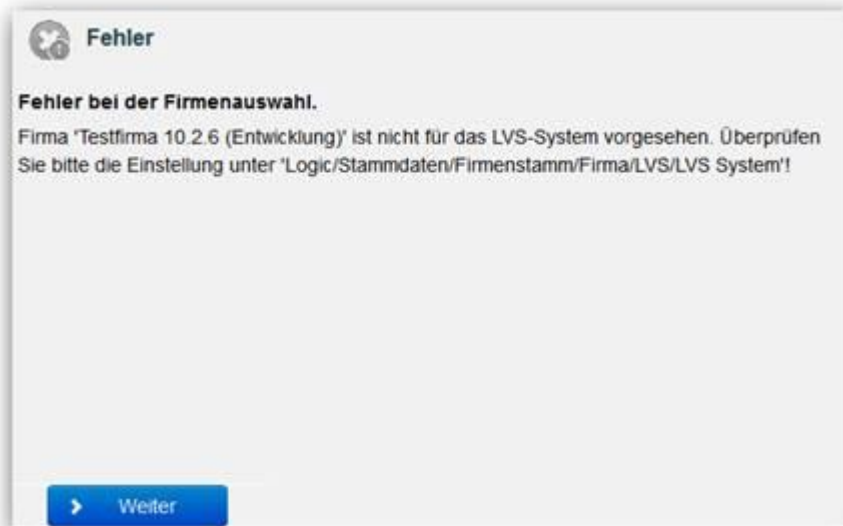 Fehler
Fehler bei der Firmenauswahl.
Firma 'Testfirma 10.2.6 (Entwicklung)' ist nicht für das LVS-System vorgesehen. Überprüfen
Sie bitte die Einstellung unter 'Logic/Stammdaten/Firmenstamm/Firma/LVS/LVS System'!
Weiter